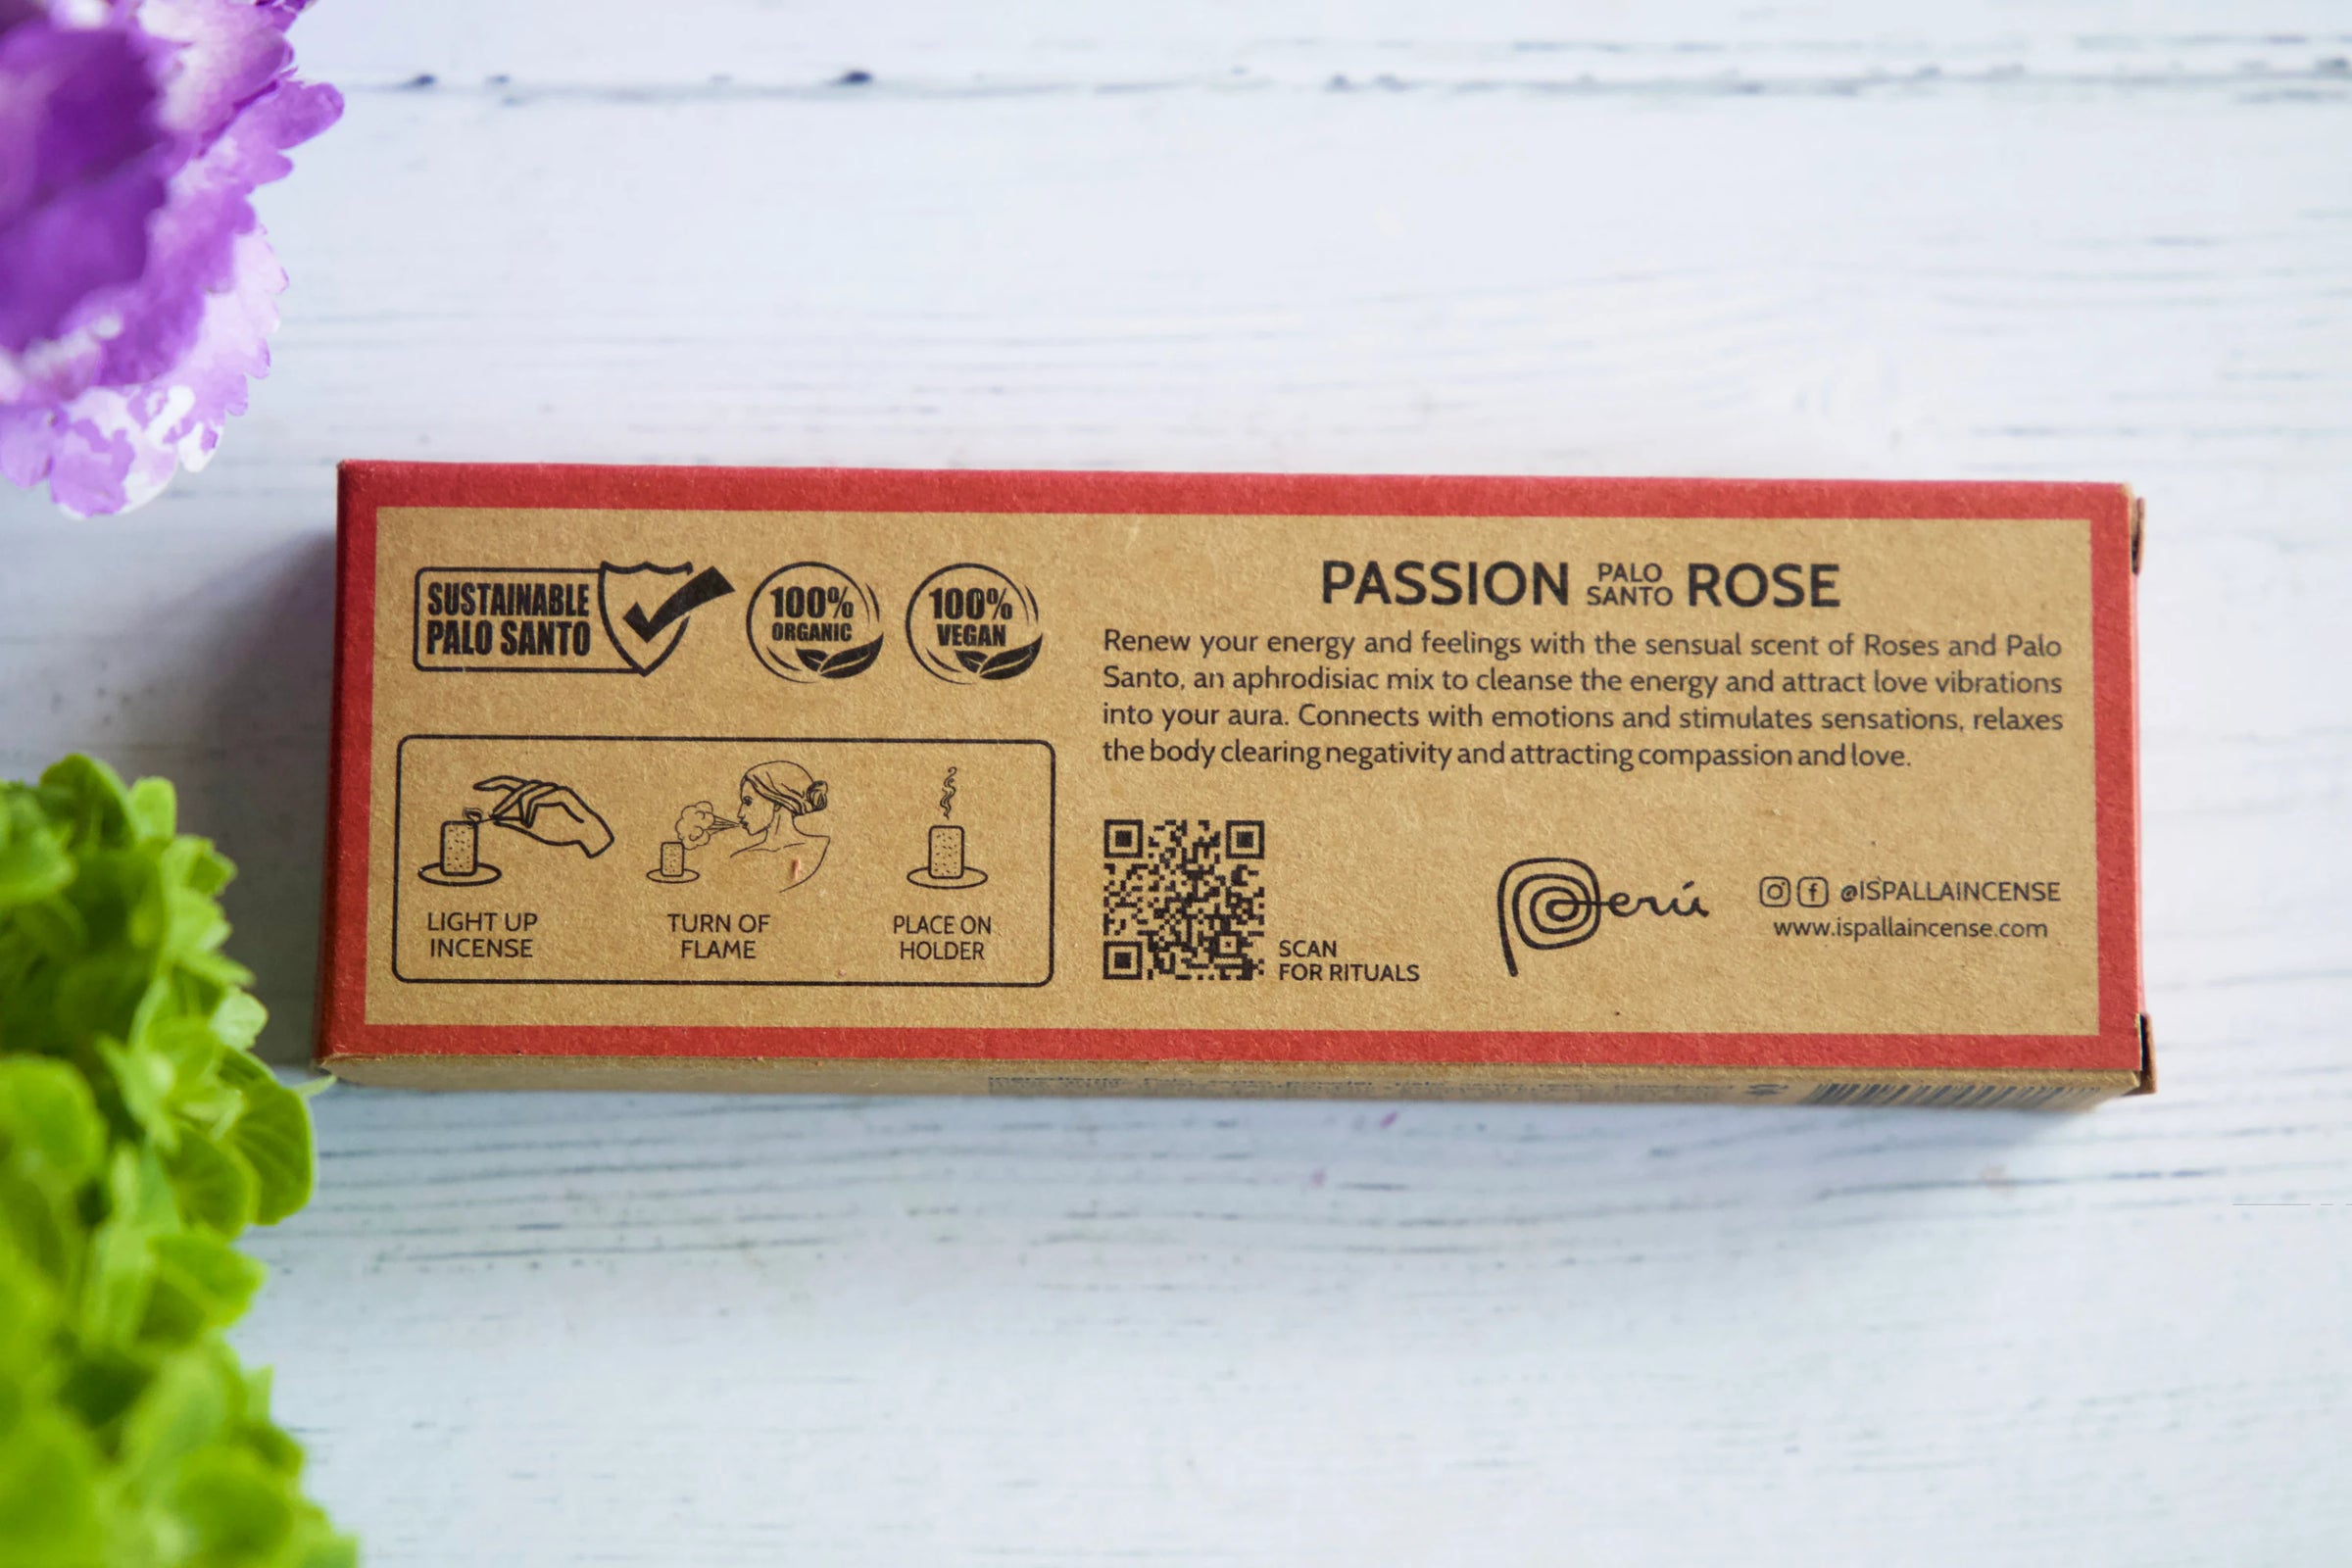 SUSTAINABLE
PALO SANTO
100%
ORGANIC
100%
VEGAN
LIGHT UP
INCENSE
TURN OF
FLAME
PLACE ON
HOLDER
PASSION PALO SANTO ROSE
Renew your energy and feelings with the sensual scent of Roses and Palo
Santo, an aphrodisiac mix to cleanse the energy and attract love vibrations
into your aura. Connects with emotions and stimulates sensations, relaxes
the body clearing negativity and attracting compassion and love.
SCAN
FOR RITUALS
Perú
@ISPALLAINCENSE
www.ispallaincense.com